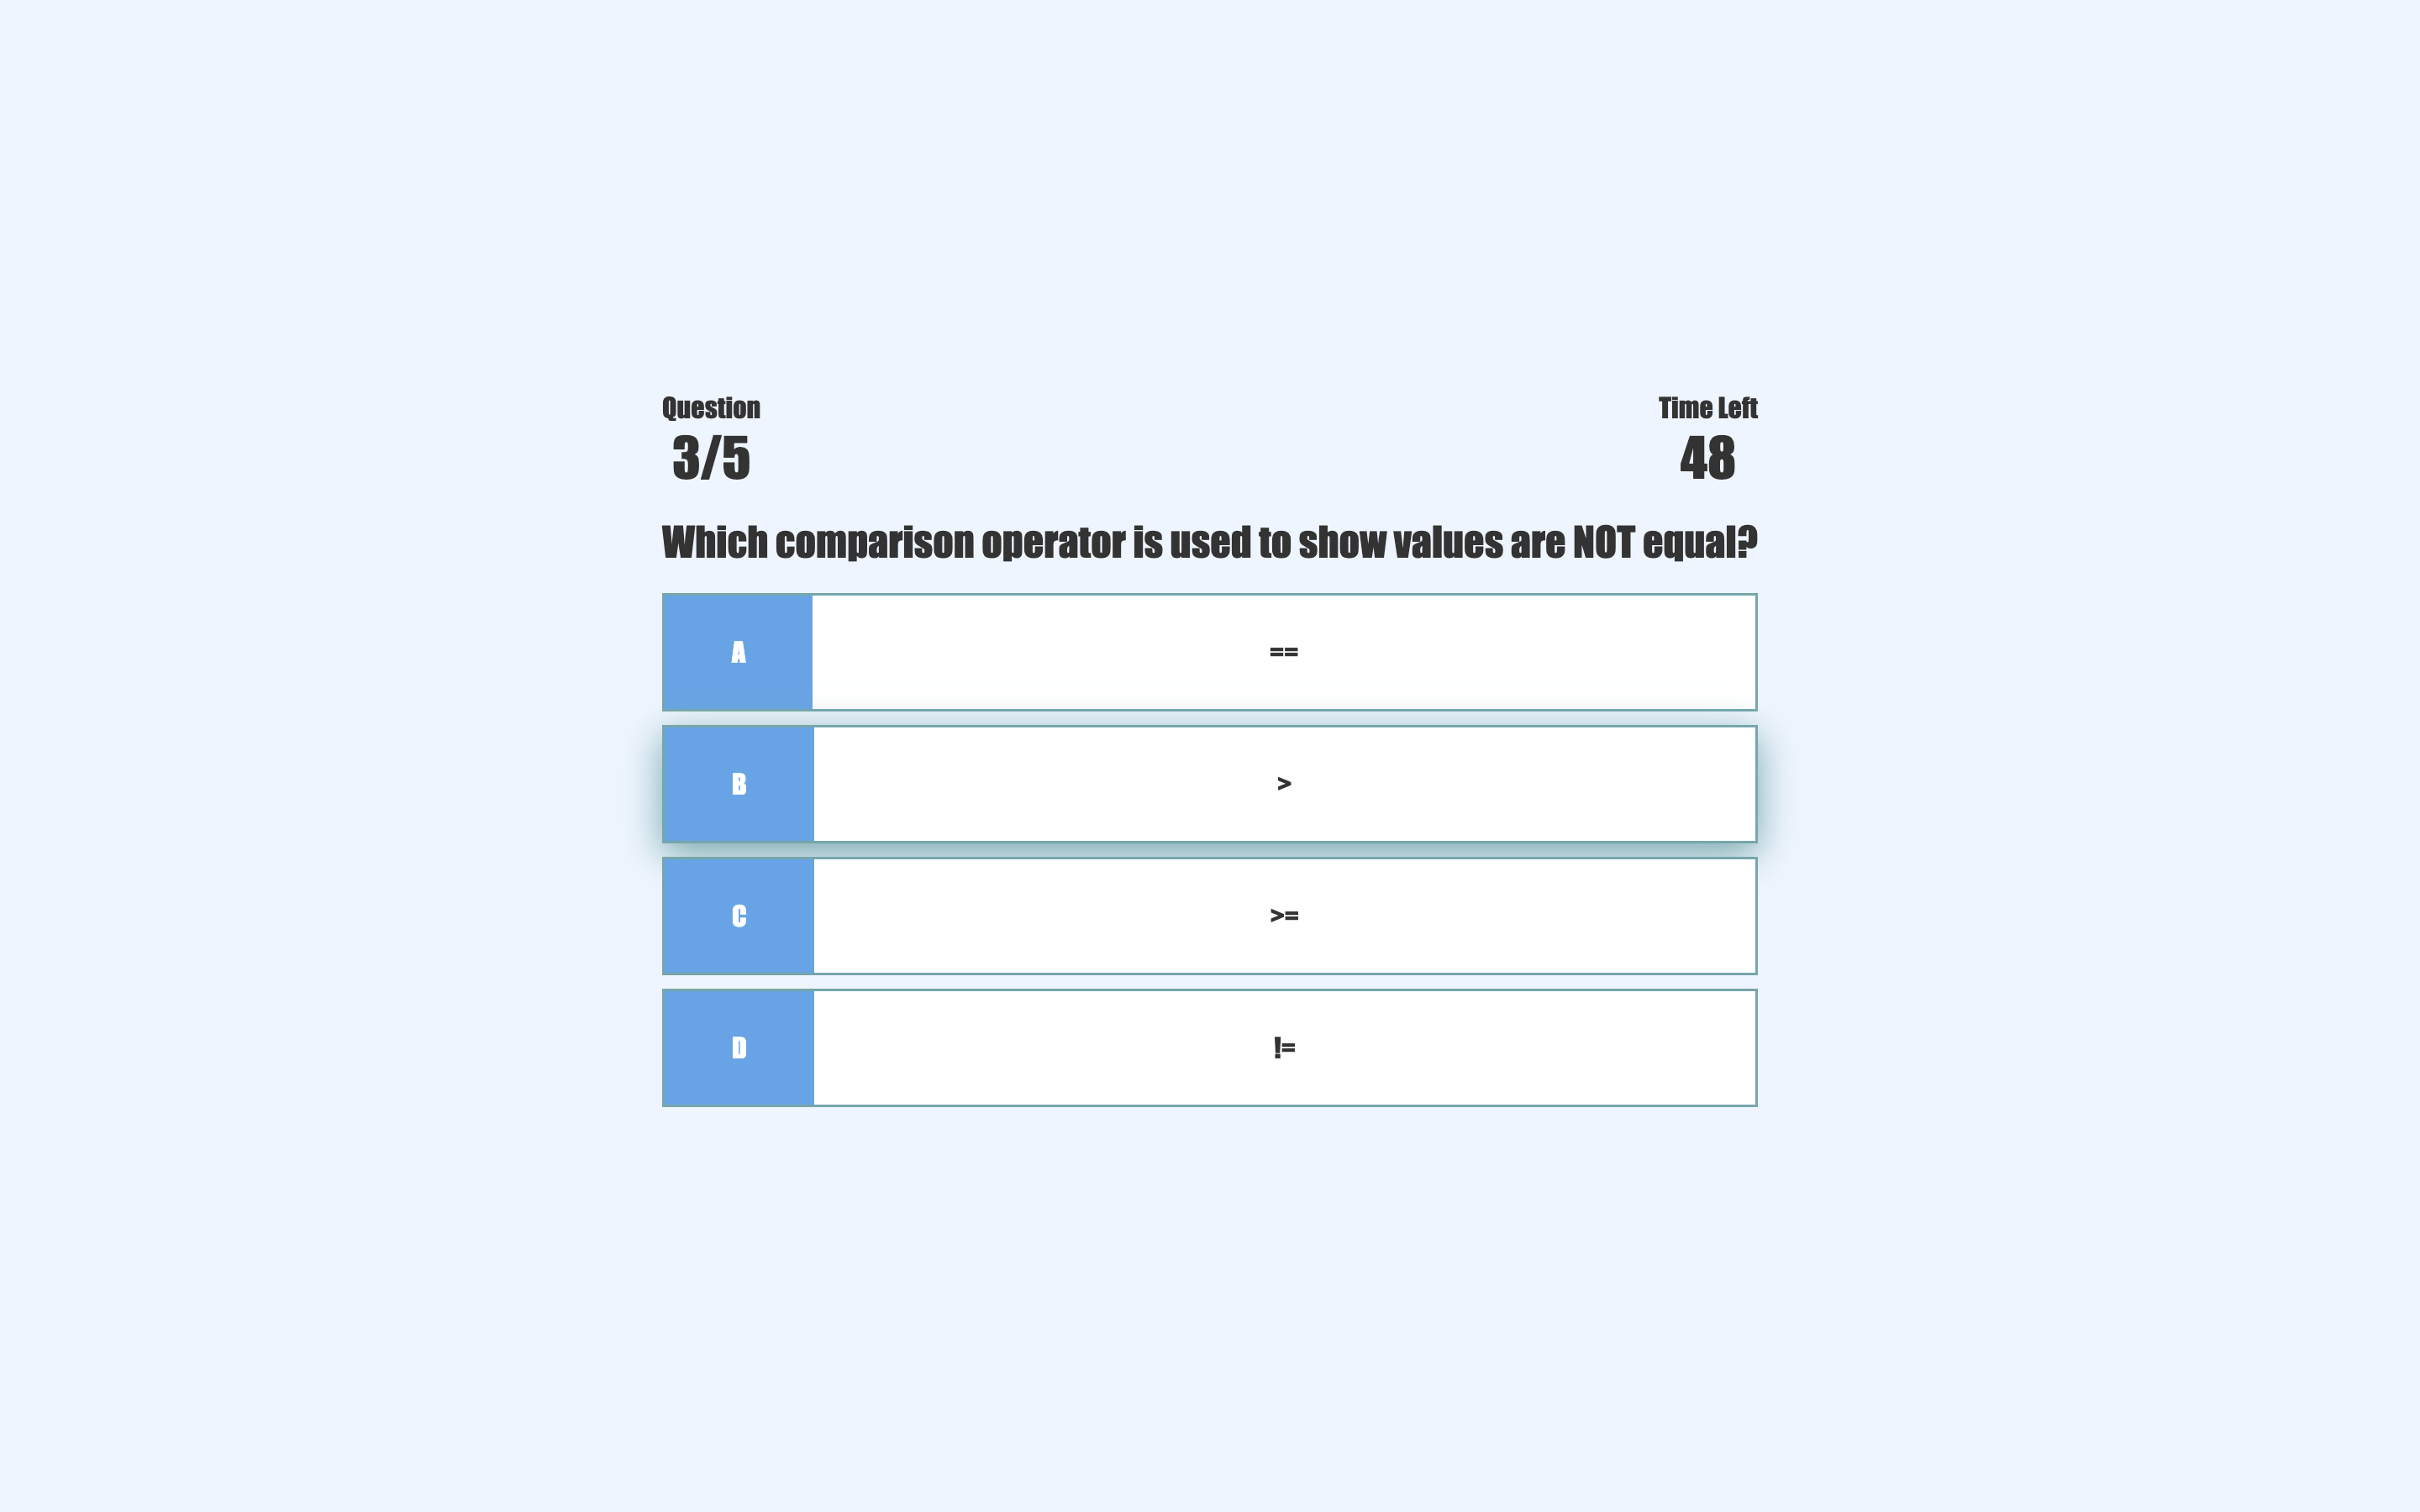 Question
3/5
Time Left
48
Which comparison operator is used to show values are NOT equal?
A ==
B >
C >=
D !=